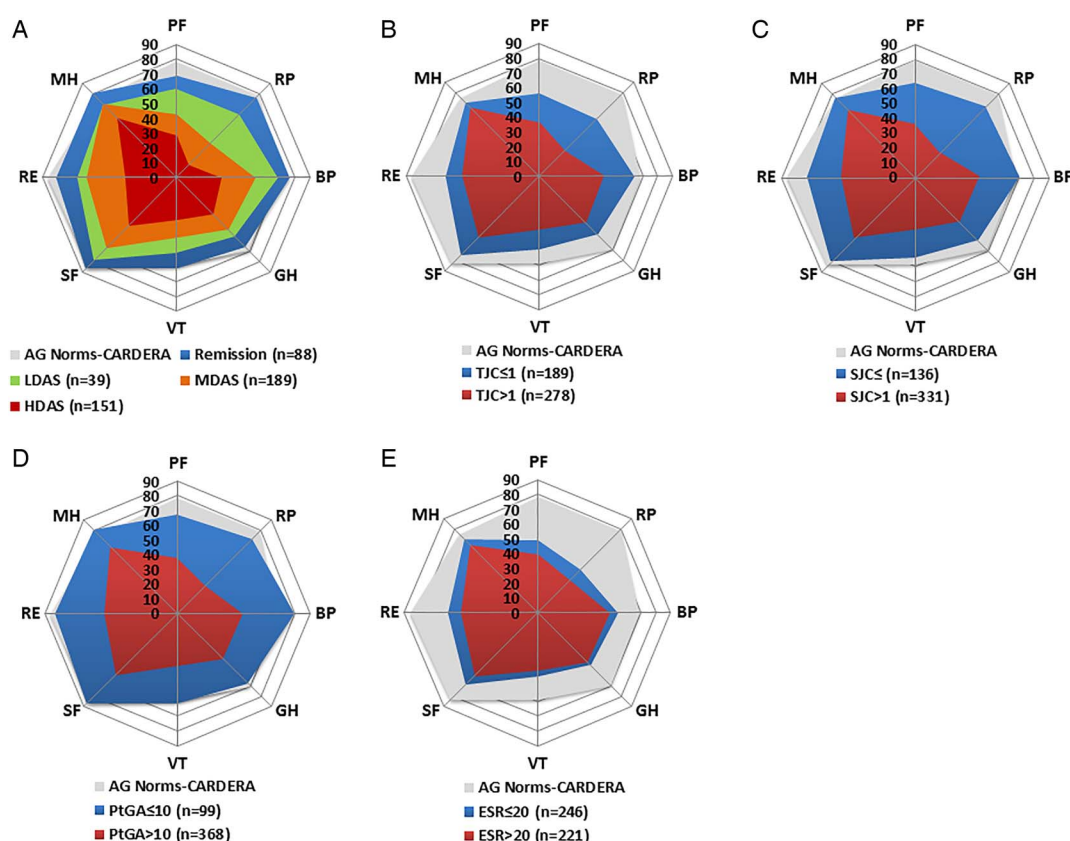 A
PF
90
80
70
60
50
40
30
20
10
0
MH
RP
RE
BP
SF
GH
VT
AG Norms-CARDERA Remission (n=88)
LDAS (n=39) MDAS (n=189)
HDAS (n=151)
B
PF
90
80
70
60
50
40
30
20
10
0
MH
RP
RE
BP
SF
GH
VT
AG Norms-CARDERA
TJC≤1 (n=189)
TJC>1 (n=278)
C
PF
90
80
70
60
50
40
30
20
10
0
MH
RP
RE
BP
SF
GH
VT
AG Norms-CARDERA
SJC≤ (n=136)
SJC>1 (n=331)
D
PF
90
80
70
60
50
40
30
20
10
0
MH
RP
RE
BP
SF
GH
VT
AG Norms-CARDERA
PtGA≤10 (n=99)
PtGA>10 (n=368)
E
PF
90
80
70
60
50
40
30
20
10
0
MH
RP
RE
BP
SF
GH
VT
AG Norms-CARDERA
ESR≤20 (n=246)
ESR>20 (n=221)